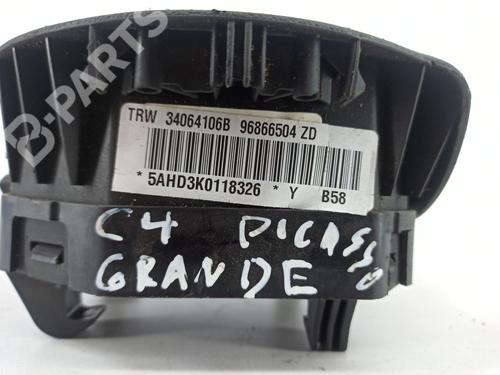 B-PARTS
TRW 34064106B 96866504 ZD
* 5AHD3K0118326 * Y B58
C4 PICASSO
GRANDE